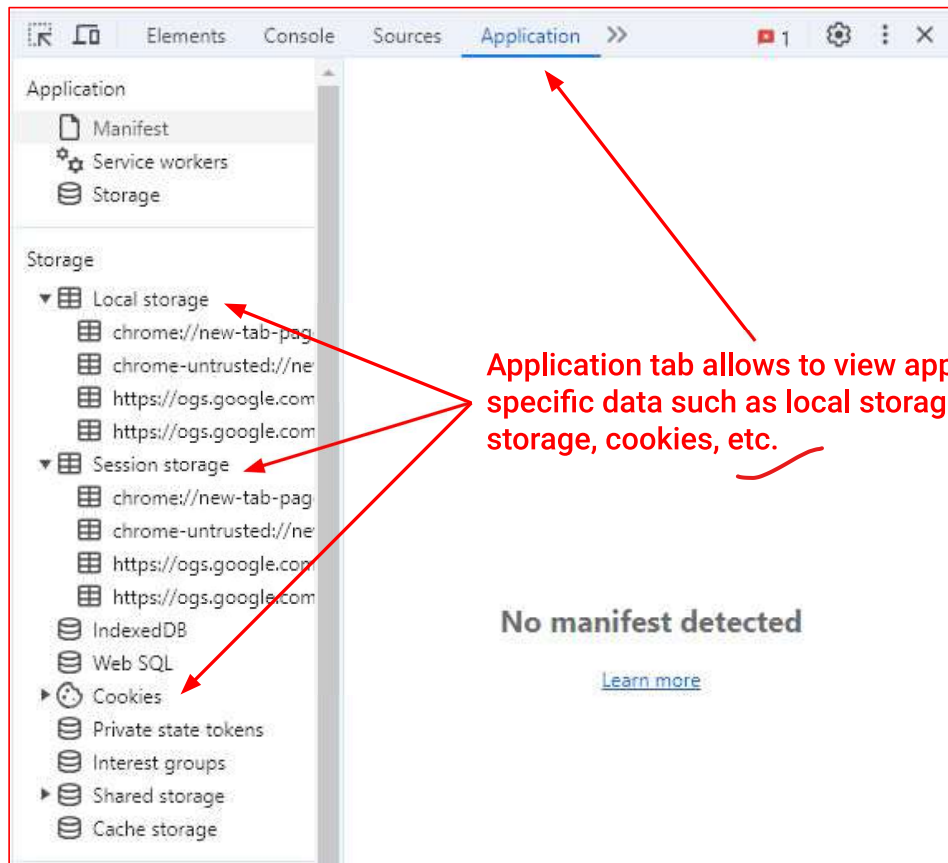 Elements Console Sources Application 1
Application
Manifest
Service workers
Storage
Storage
Local storage
chrome://new-tab-pag
chrome-untrusted://ne
https://ogs.google.com
https://ogs.google.com
Application tab allows to view app
specific data such as local storag
storage, cookies, etc.
Session storage
chrome://new-tab-pag
chrome-untrusted://ne
https://ogs.google.com
https://ogs.google.com
IndexedDB
Web SQL
Cookies
Private state tokens
Interest groups
Shared storage
Cache storage
No manifest detected
Learn more